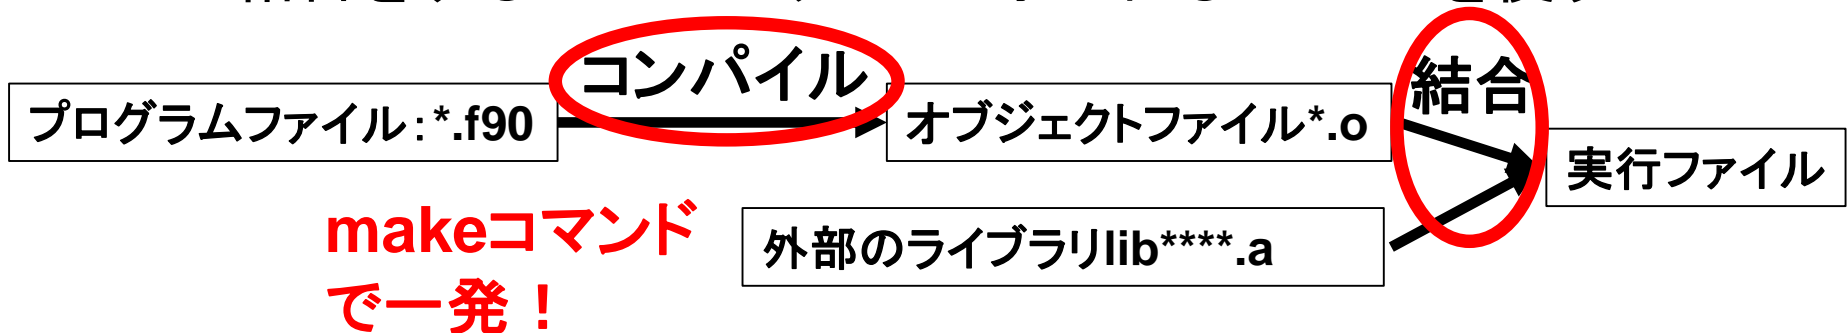 コンパイル
結合
プログラムファイル：*.f90
オブジェクトファイル*.o
実行ファイル
makeコマンド
で一発！
外部のライブラリlib****.a